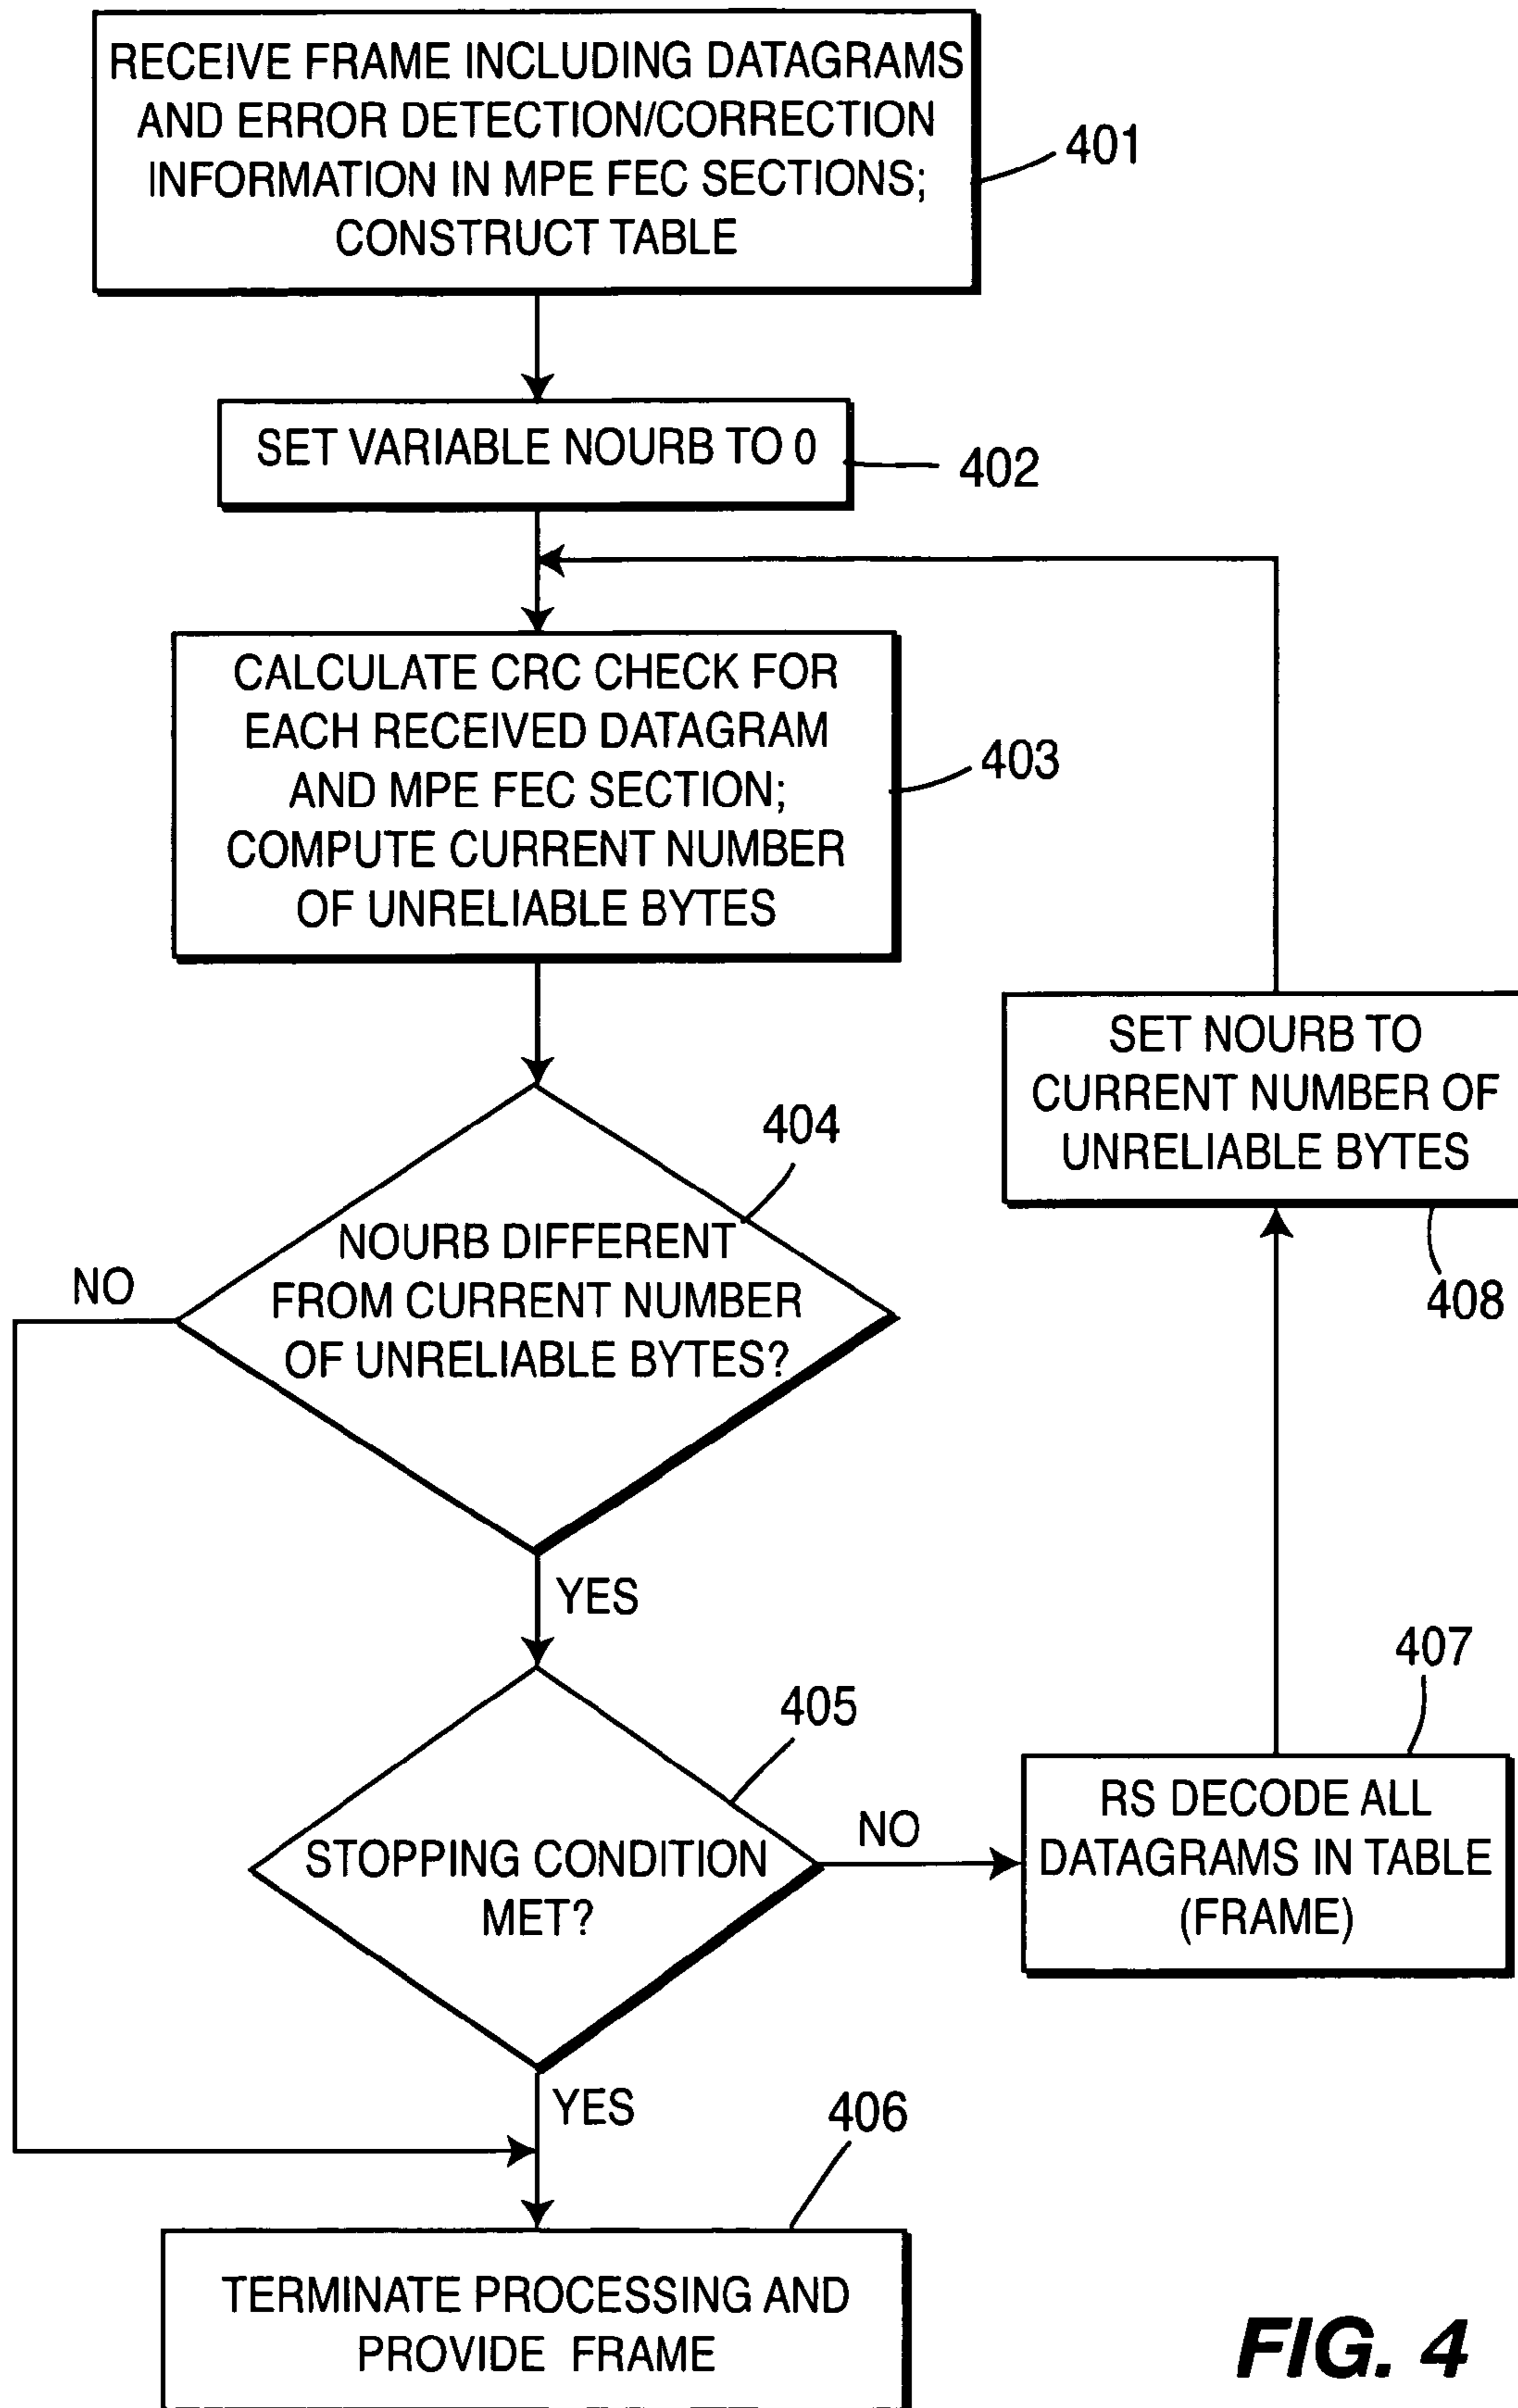 RECEIVE FRAME INCLUDING DATAGRAMS
AND ERROR DETECTION/CORRECTION
INFORMATION IN MPE FEC SECTIONS;
CONSTRUCT TABLE
401
SET VARIABLE NOURB TO 0
402
CALCULATE CRC CHECK FOR
EACH RECEIVED DATAGRAM
AND MPE FEC SECTION;
COMPUTE CURRENT NUMBER
OF UNRELIABLE BYTES
403
404
NOURB DIFFERENT
FROM CURRENT NUMBER
OF UNRELIABLE BYTES?
NO
YES
405
STOPPING CONDITION
MET?
NO
YES
407
RS DECODE ALL
DATAGRAMS IN TABLE
(FRAME)
SET NOURB TO
CURRENT NUMBER OF
UNRELIABLE BYTES
408
406
TERMINATE PROCESSING AND
PROVIDE FRAME
FIG. 4